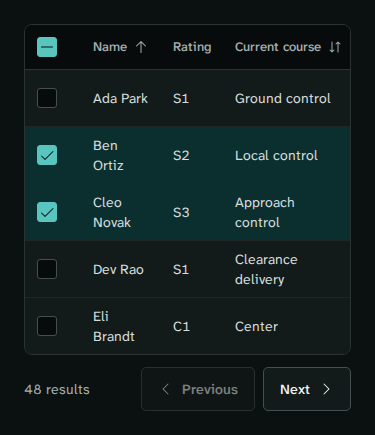 Name Rating Current course
Ada Park S1 Ground control
Ben
Ortiz S2 Local control
Cleo
Novak S3 Approach
control
Dev Rao S1 Clearance
delivery
Eli
Brandt C1 Center
48 results Previous Next